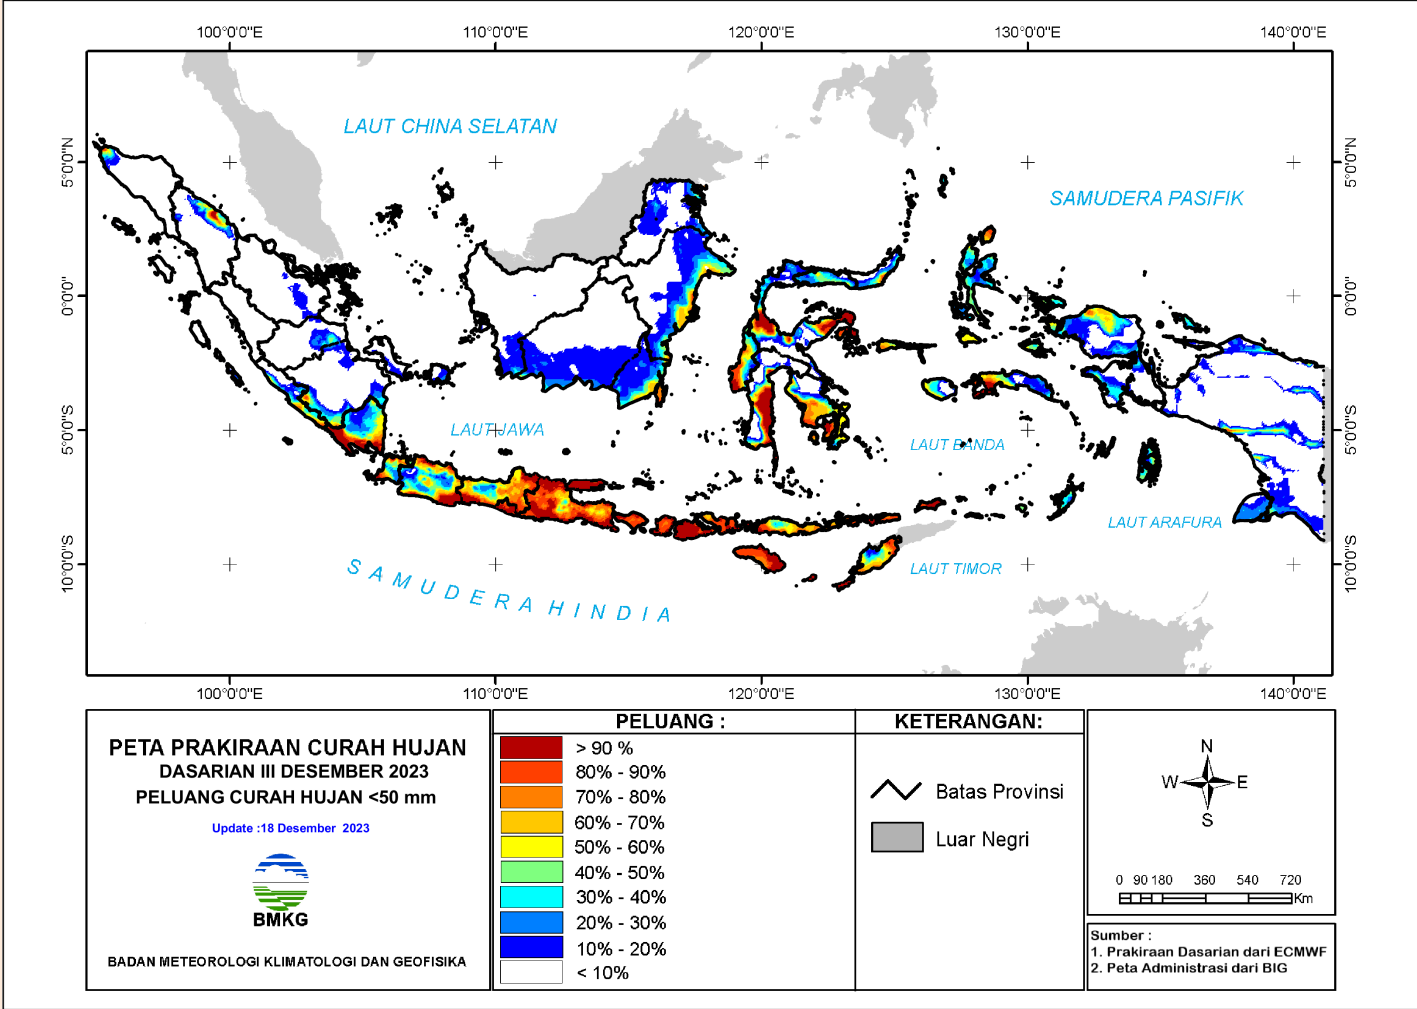 100°0'0"E 110°0'0"E 120°0'0"E 130°0'0"E 140°0'0"E
LAUT CHINA SELATAN
5°0'0"N 5°0'0"N
SAMUDERA PASIFIK
0°0'0" 0°0'0"
5°0'0"S 5°0'0"S
LAUT JAWA
LAUT BANDA
LAUT ARAFURA
10°0'0"S 10°0'0"S
LAUT TIMOR
SAMUDERA HINDIA
100°0'0"E 110°0'0"E 120°0'0"E 130°0'0"E 140°0'0"E
PETA PRAKIRAAN CURAH HUJAN
DASARIAN III DESEMBER 2023
PELUANG CURAH HUJAN <50 mm
Update :18 Desember 2023
BMKG
BADAN METEOROLOGI KLIMATOLOGI DAN GEOFISIKA
PELUANG :
> 90 %
80% - 90%
70% - 80%
60% - 70%
50% - 60%
40% - 50%
30% - 40%
20% - 30%
10% - 20%
< 10%
KETERANGAN:
Batas Provinsi
Luar Negri
N
W E
S
0 90 180 360 540 720
Km
Sumber :
1. Prakiraan Dasarian dari ECMWF
2. Peta Administrasi dari BIG